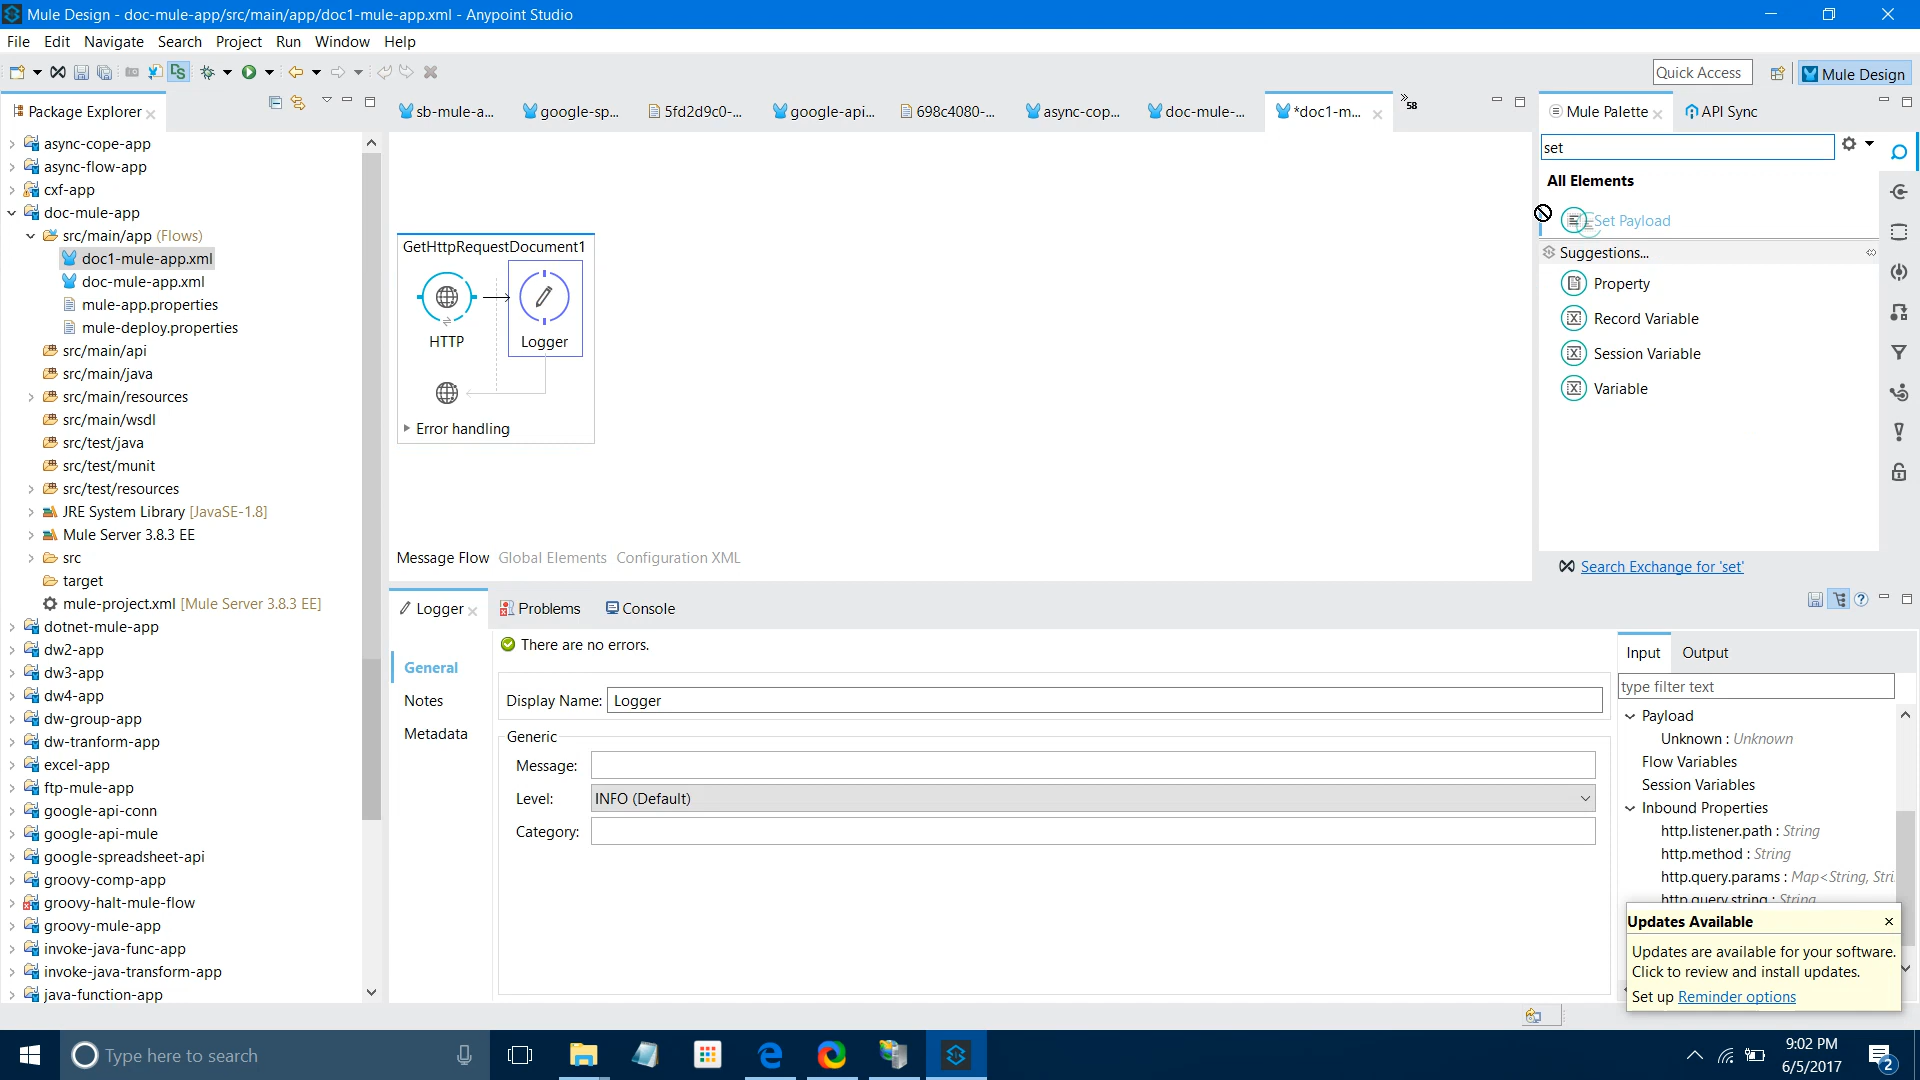 Mule Design - doc-mule-app/src/main/app/doc1-mule-app.xml - Anypoint Studio
File Edit Navigate Search Project Run Window Help
Quick Access
Mule Design
Package Explorer
async-cope-app
async-flow-app
cxf-app
doc-mule-app
src/main/app (Flows)
doc1-mule-app.xml
doc-mule-app.xml
mule-app.properties
mule-deploy.properties
src/main/api
src/main/java
src/main/resources
src/main/wsdl
src/test/java
src/test/munit
src/test/resources
JRE System Library [JavaSE-1.8]
Mule Server 3.8.3 EE
src
target
mule-project.xml [Mule Server 3.8.3 EE]
dotnet-mule-app
dw2-app
dw3-app
dw4-app
dw-group-app
dw-tranform-app
excel-app
ftp-mule-app
google-api-conn
google-api-mule
google-spreadsheet-api
groovy-comp-app
groovy-halt-mule-flow
groovy-mule-app
invoke-java-func-app
invoke-java-transform-app
java-function-app
sb-mule-a... google-sp... 5fd2d9c0-... google-api... 698c4080-... async-cop... doc-mule-... *doc1-m... 58
GetHttpRequestDocument1
HTTP
Logger
Error handling
Message Flow Global Elements Configuration XML
Mule Palette API Sync
set
All Elements
Set Payload
Suggestions...
Property
Record Variable
Session Variable
Variable
Search Exchange for 'set'
Logger Problems Console
There are no errors.
General
Notes
Metadata
Display Name: Logger
Generic
Message:
Level: INFO (Default)
Category:
Input Output
type filter text
Payload
Unknown : Unknown
Flow Variables
Session Variables
Inbound Properties
http.listener.path : String
http.method : String
http.query.params : Map<String, Stri
http.query.string : String
Updates Available
Updates are available for your software.
Click to review and install updates.
Set up Reminder options
Type here to search
9:02 PM
6/5/2017
2